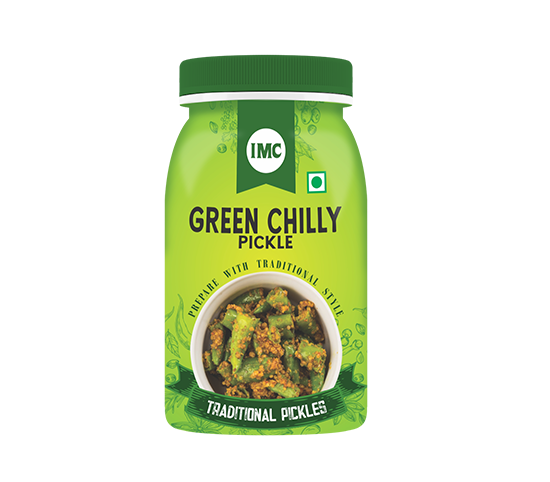 IMC
GREEN CHILLY
PICKLE
PREPARE WITH TRADITIONAL STYLE
TRADITIONAL PICKLES